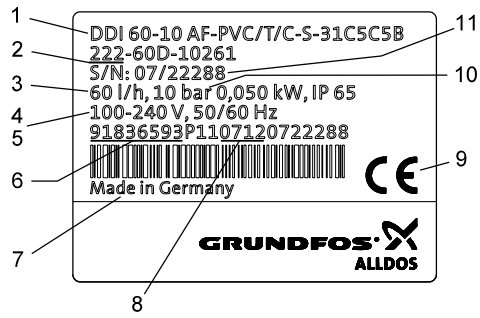 1 DDI 60-10 AF-PVC/T/C-S-31C5C5B 11
2 222-60D-10261
S/N: 07/22288 10
3 60 l/h, 10 bar 0,050 kW, IP 65
4 100-240 V, 50/60 Hz
5 91836593P1107120722288
6 9
7 Made in Germany CE
GRUNDFOS
ALLDOS
8